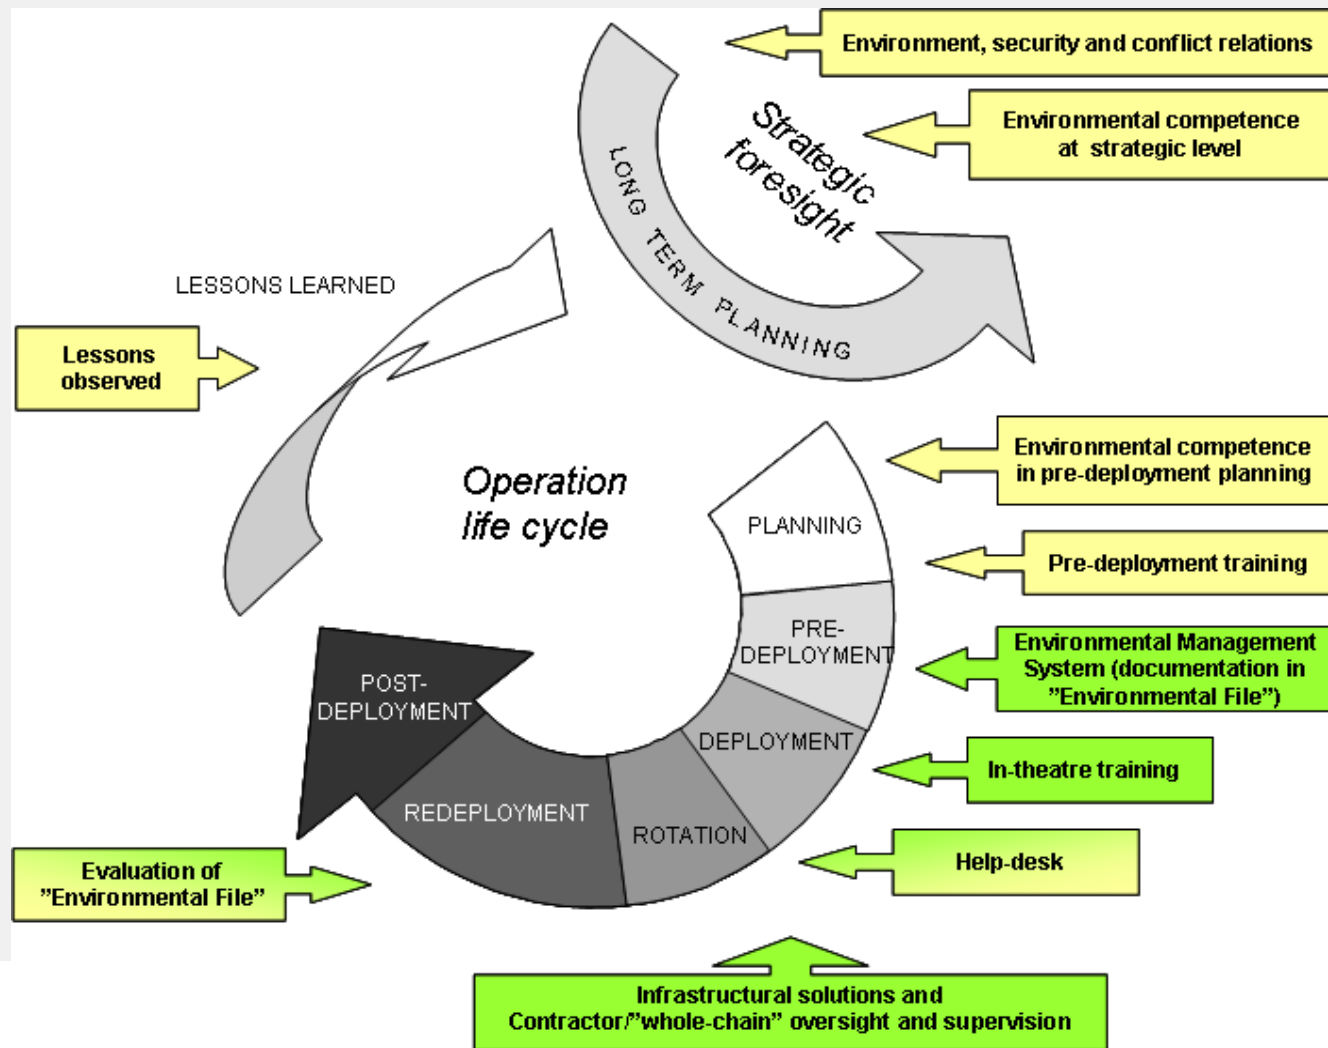 Environment, security and conflict relations
Environmental competence
at strategic level
Strategic
foresight
LONG TERM PLANNING
LESSONS LEARNED
Lessons
observed
Operation
life cycle
Environmental competence
in pre-deployment planning
PLANNING
Pre-deployment training
PRE-
DEPLOYMENT
Environmental Management
System (documentation in
”Environmental File”)
POST-
DEPLOYMENT
DEPLOYMENT
In-theatre training
REDEPLOYMENT
ROTATION
Help-desk
Evaluation of
”Environmental File”
Infrastructural solutions and
Contractor/”whole-chain” oversight and supervision